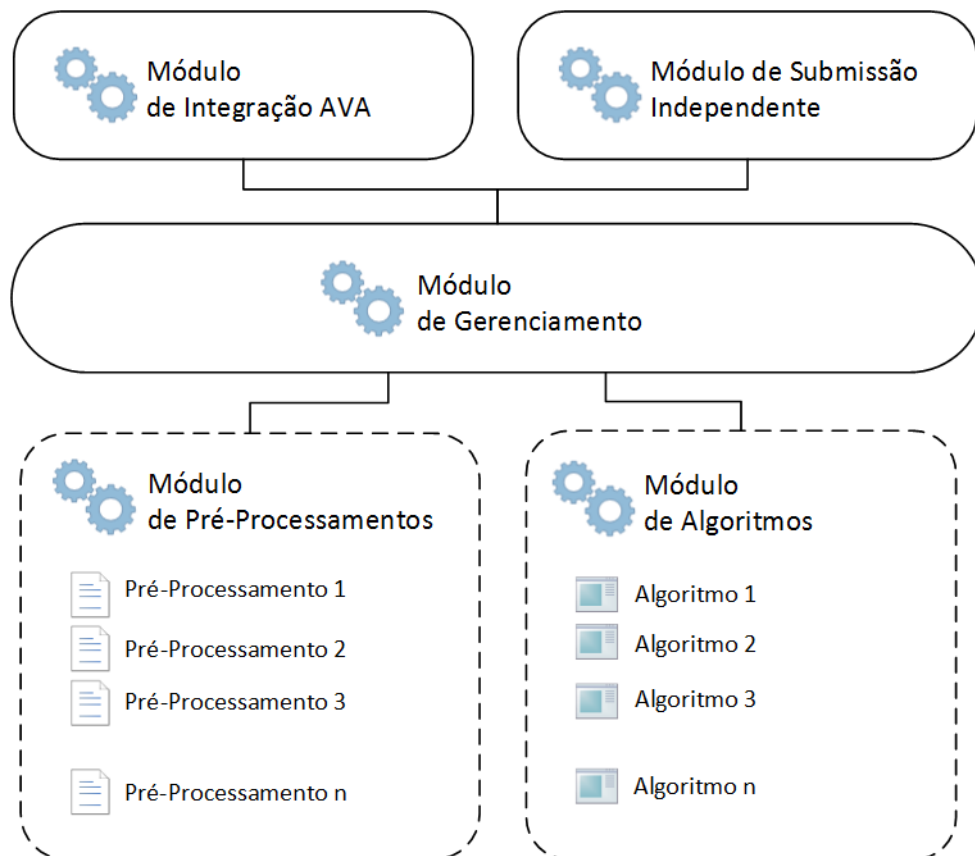 Módulo
de Integração AVA
Módulo de Submissão
Independente
Módulo
de Gerenciamento
Módulo
de Pré-Processamentos
Pré-Processamento 1
Pré-Processamento 2
Pré-Processamento 3
Pré-Processamento n
Módulo
de Algoritmos
Algoritmo 1
Algoritmo 2
Algoritmo 3
Algoritmo n